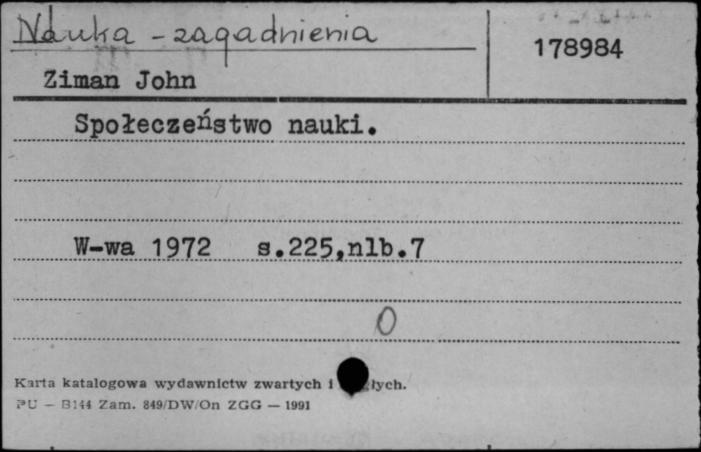 Nauka - zagadnienia
178984
Ziman John
Społeczeństwo nauki.
W-wa 1972 s.225,nlb.7
0
Karta katalogowa wydawnictw zwartych i
PU — B144 Zam. 849/DW/On ZGG — 1991